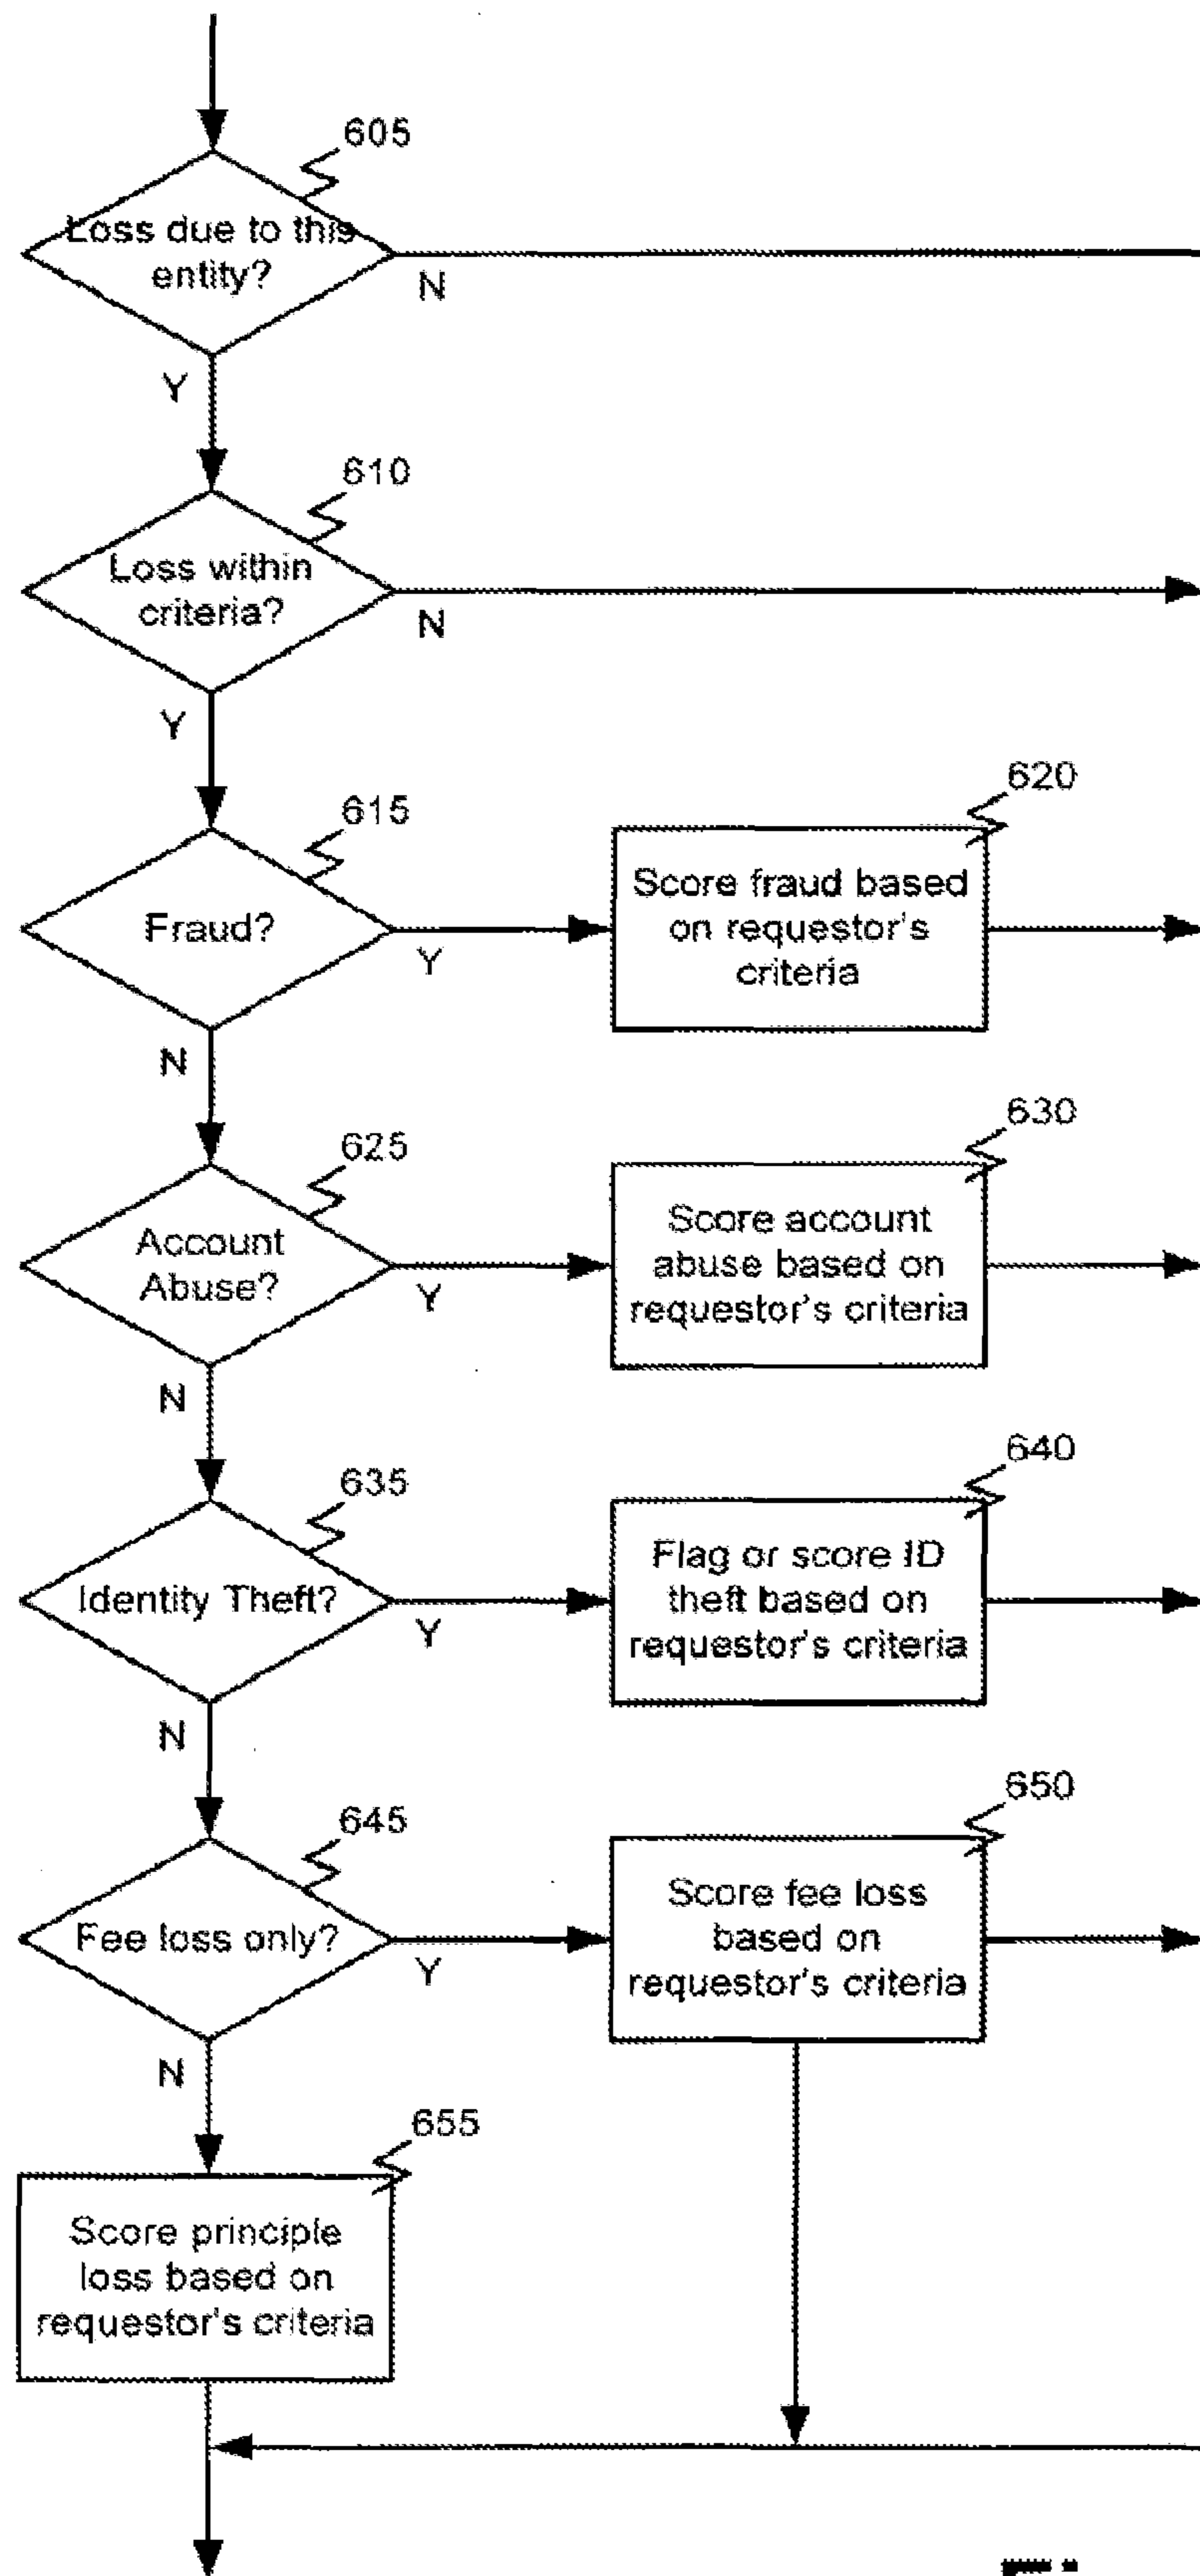 605
Loss due to this
entity?
N
Y
610
Loss within
criteria?
N
Y
615
Fraud?
Y
N
620
Score fraud based
on requestor's
criteria
625
Account
Abuse?
Y
N
630
Score account
abuse based on
requestor's criteria
635
Identity Theft?
Y
N
640
Flag or score ID
theft based on
requestor's criteria
645
Fee loss only?
Y
N
650
Score fee loss
based on
requestor's criteria
655
Score principle
loss based on
requestor's criteria